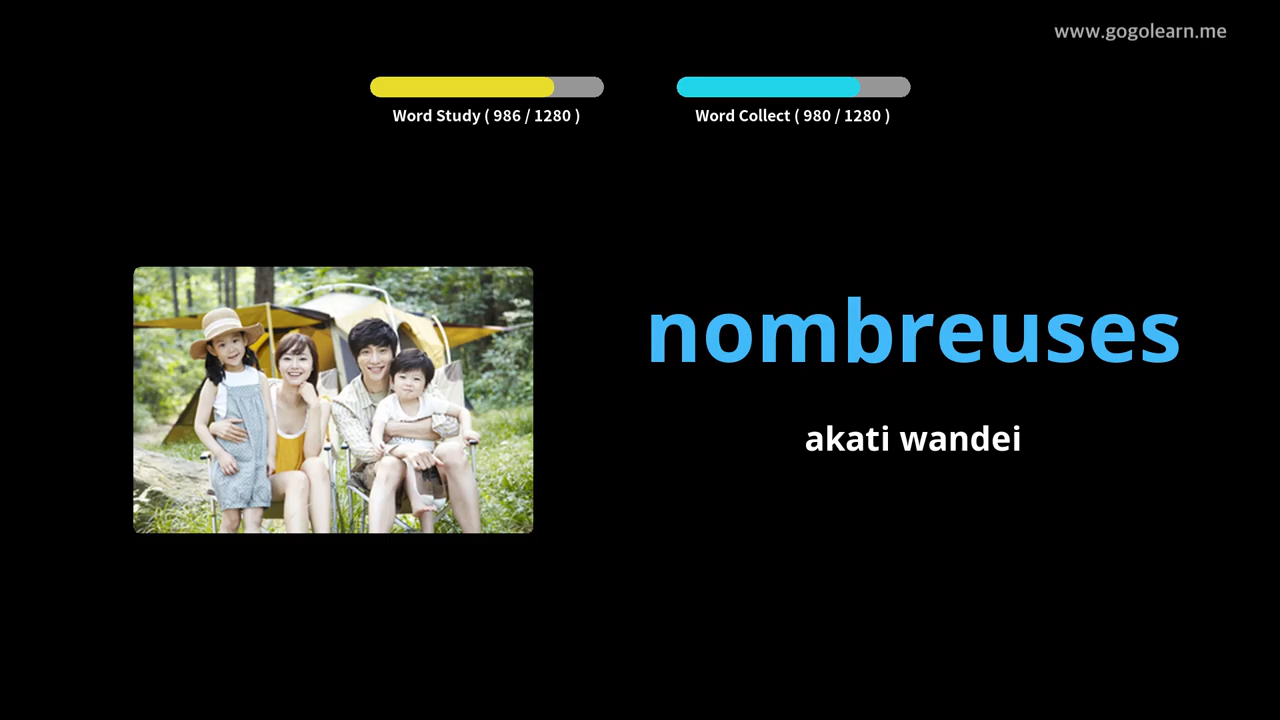 www.gogolearn.me
Word Study ( 986 / 1280 )
Word Collect ( 980 / 1280 )
nombreuses
akati wandei